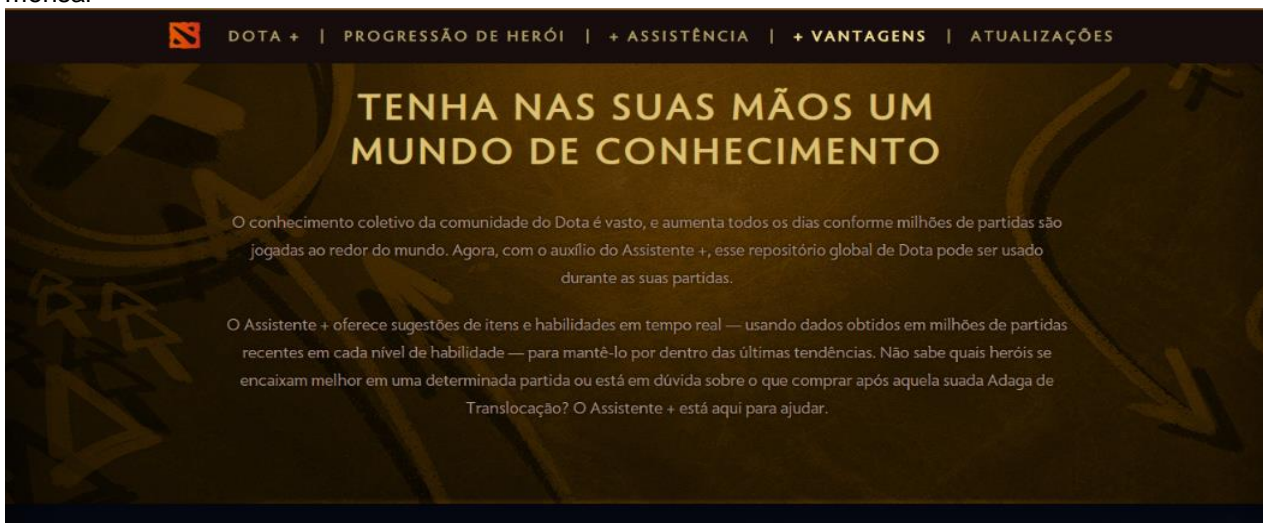 DOTA + | PROGRESSÃO DE HERÓI | + ASSISTÊNCIA | + VANTAGENS | ATUALIZAÇÕES
TENHA NAS SUAS MÃOS UM
MUNDO DE CONHECIMENTO
O conhecimento coletivo da comunidade do Dota é vasto, e aumenta todos os dias conforme milhões de partidas são
jogadas ao redor do mundo. Agora, com o auxílio do Assistente +, esse repositório global de Dota pode ser usado
durante as suas partidas.
O Assistente + oferece sugestões de itens e habilidades em tempo real — usando dados obtidos em milhões de partidas
recentes em cada nível de habilidade — para mantê-lo por dentro das últimas tendências. Não sabe quais heróis se
encaixam melhor em uma determinada partida ou está em dúvida sobre o que comprar após aquela suada Adaga de
Translocação? O Assistente + está aqui para ajudar.